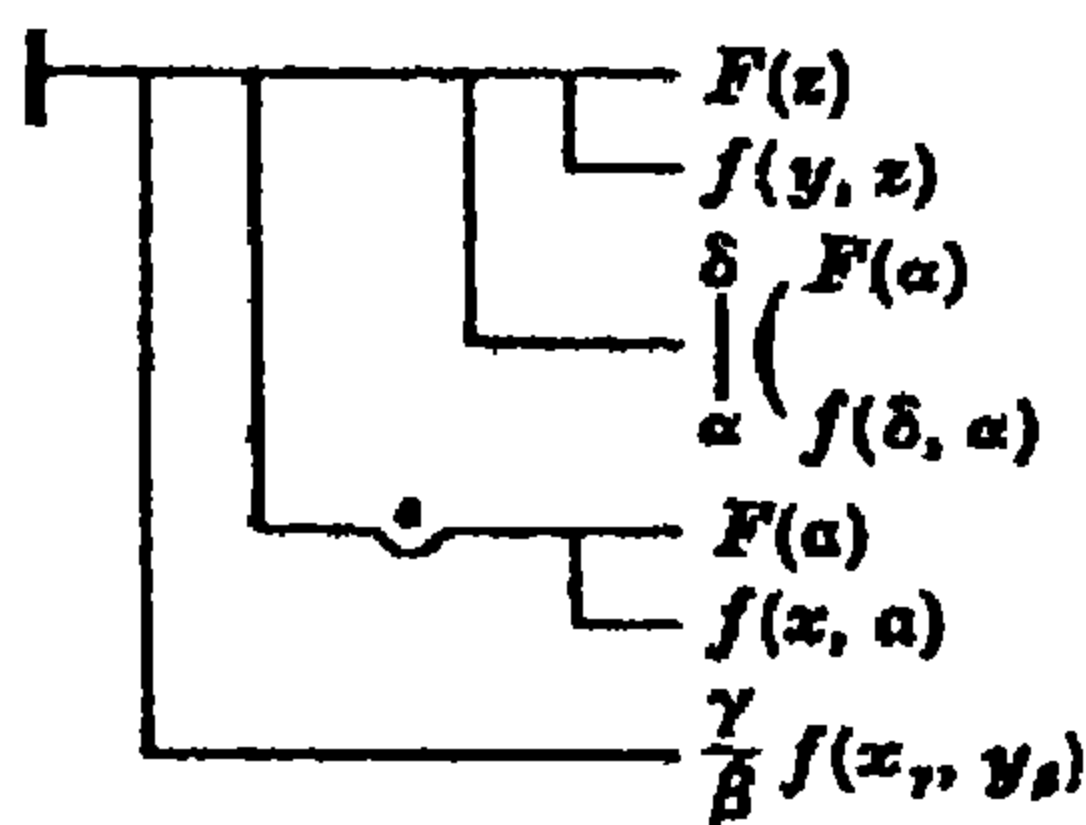 F(z)
f(y, z)
δ F(α)
α ( f(δ, α)
𝔞 F(𝔞)
f(x, 𝔞)
γ
β f(x_γ, y_β)